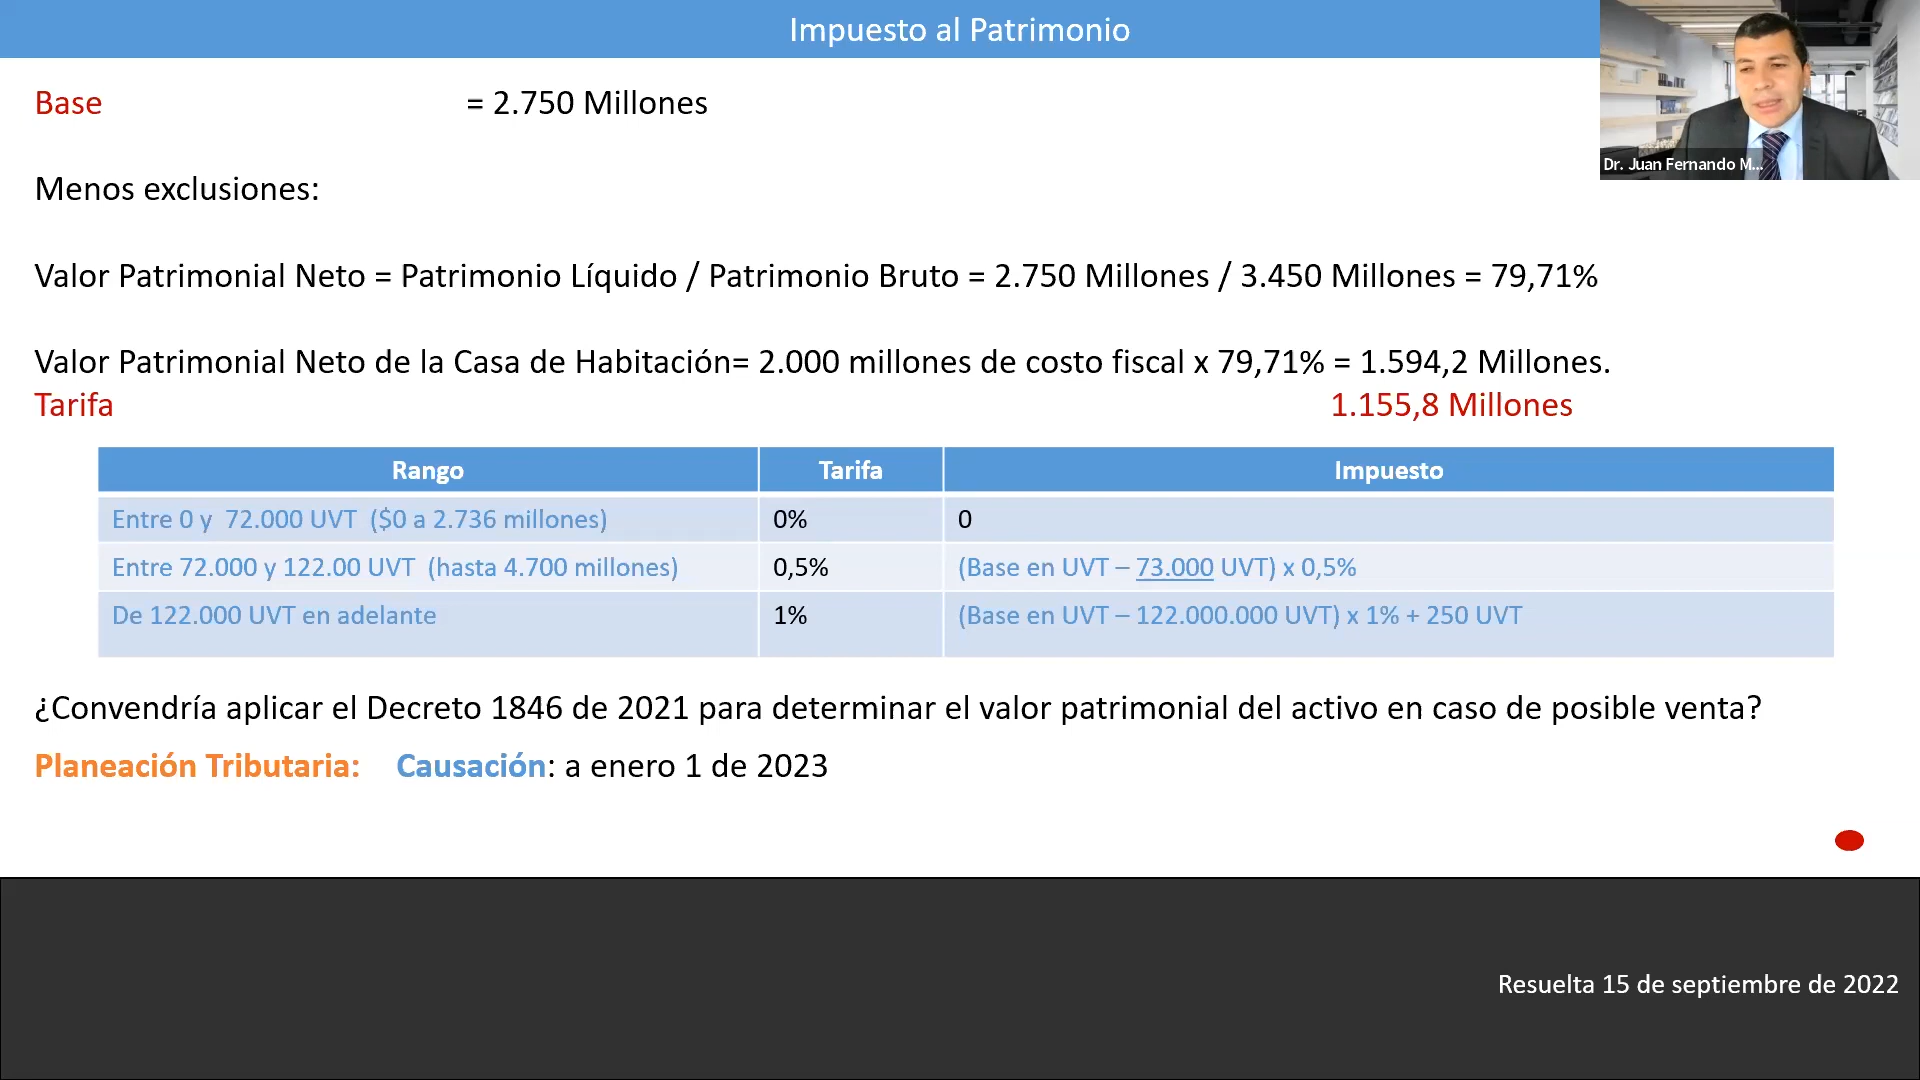 Impuesto al Patrimonio
Dr. Juan Fernando M...
Base = 2.750 Millones
Menos exclusiones:
Valor Patrimonial Neto = Patrimonio Líquido / Patrimonio Bruto = 2.750 Millones / 3.450 Millones = 79,71%
Valor Patrimonial Neto de la Casa de Habitación= 2.000 millones de costo fiscal x 79,71% = 1.594,2 Millones.
Tarifa 1.155,8 Millones
Rango Tarifa Impuesto
Entre 0 y 72.000 UVT ($0 a 2.736 millones) 0% 0
Entre 72.000 y 122.00 UVT (hasta 4.700 millones) 0,5% (Base en UVT – 73.000 UVT) x 0,5%
De 122.000 UVT en adelante 1% (Base en UVT – 122.000.000 UVT) x 1% + 250 UVT
¿Convendría aplicar el Decreto 1846 de 2021 para determinar el valor patrimonial del activo en caso de posible venta?
Planeación Tributaria: Causación: a enero 1 de 2023
Resuelta 15 de septiembre de 2022